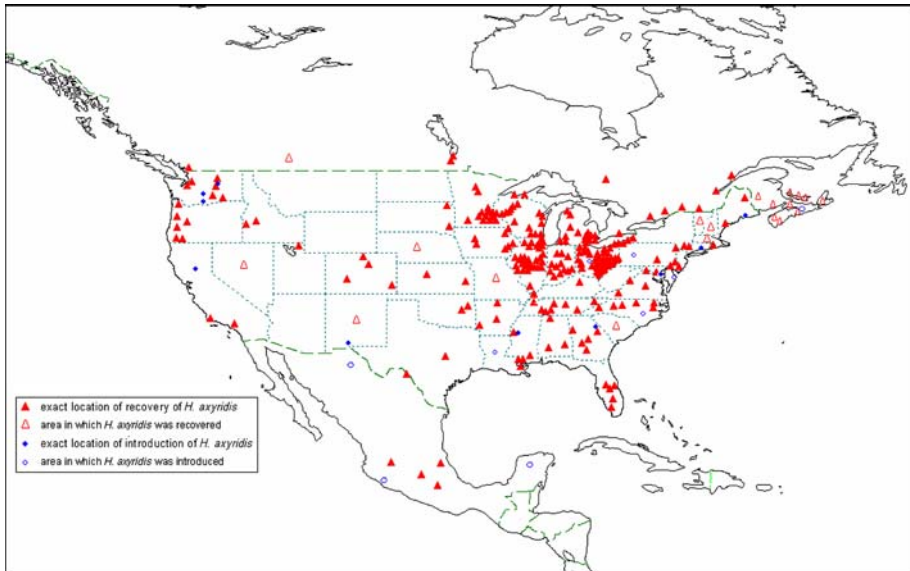 exact location of recovery of H. axyridis
area in which H. axyridis was recovered
exact location of introduction of H. axyridis
area in which H. axyridis was introduced